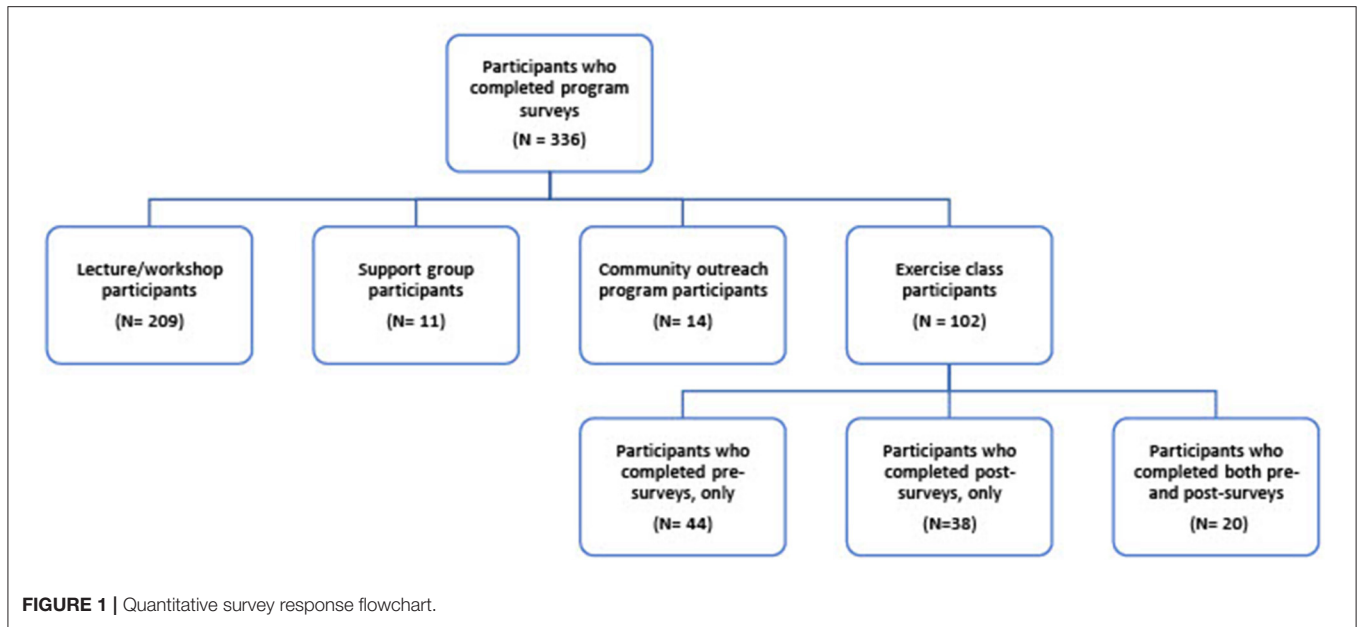 Participants who
completed program
surveys
(N = 336)
Lecture/workshop
participants
(N= 209)
Support group
participants
(N= 11)
Community outreach
program participants
(N= 14)
Exercise class
participants
(N = 102)
Participants who
completed pre-
surveys, only
(N= 44)
Participants who
completed post-
surveys, only
(N=38)
Participants who
completed both pre-
and post-surveys
(N= 20)
FIGURE 1 | Quantitative survey response flowchart.